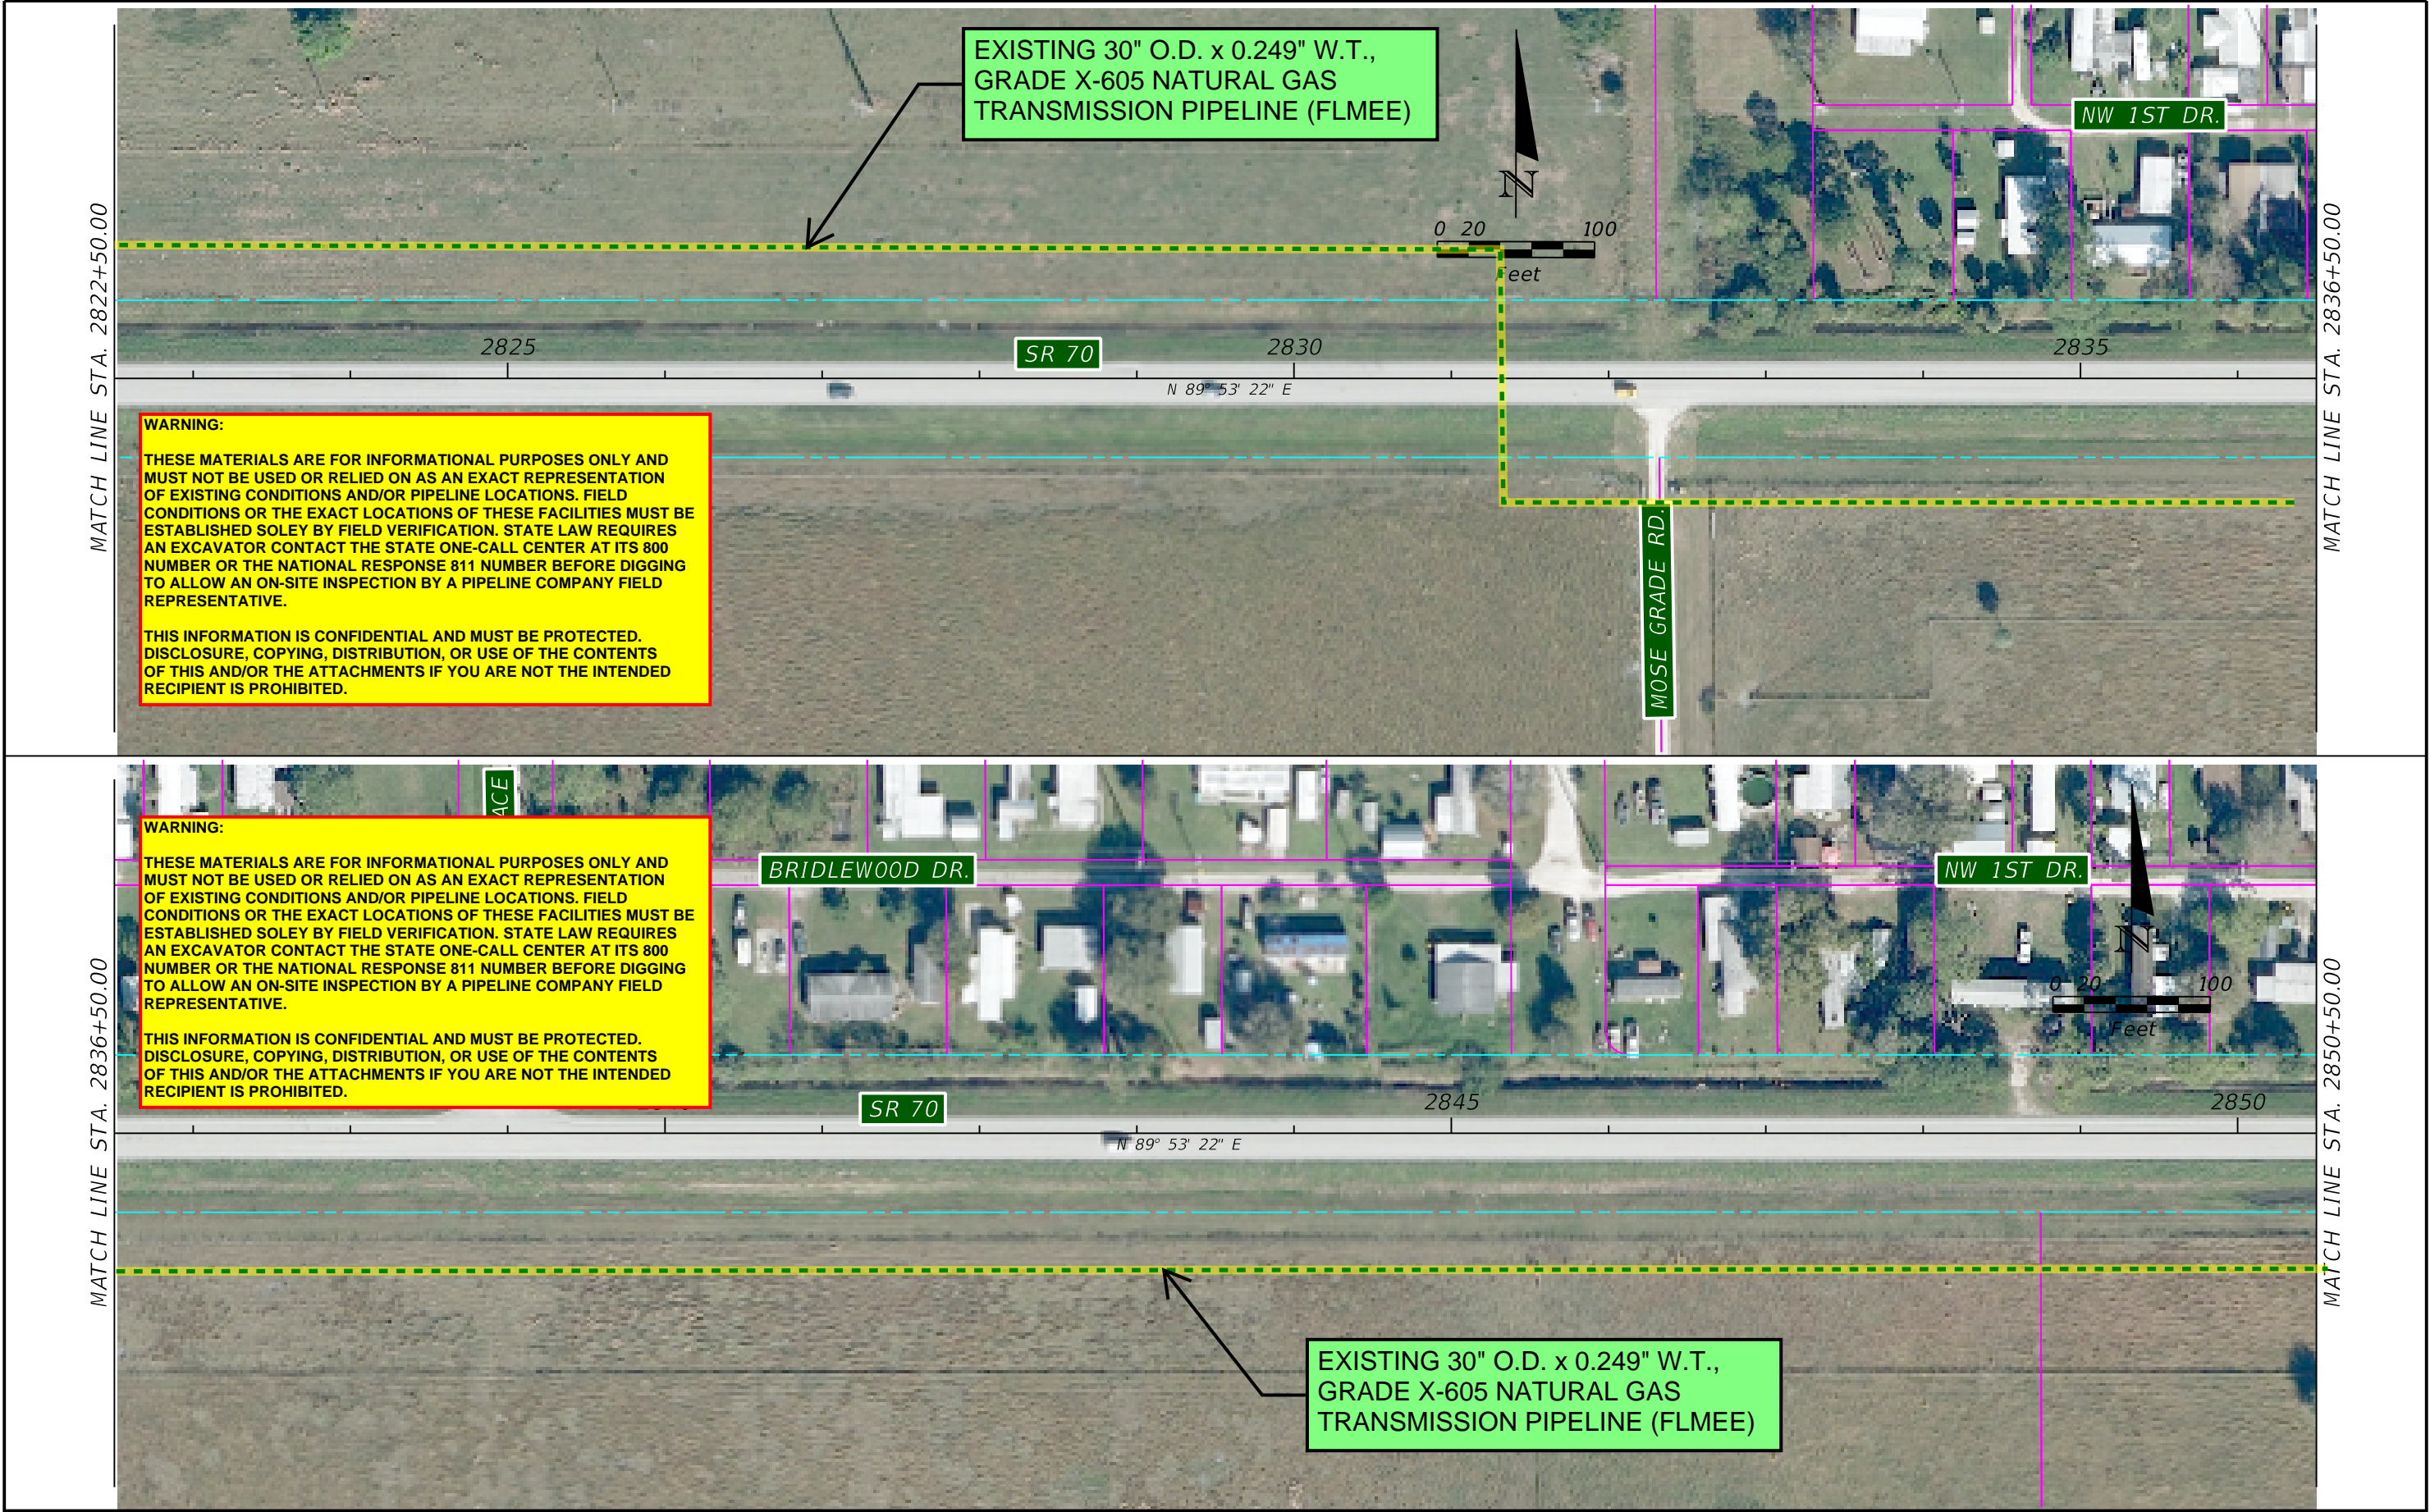 EXISTING 30" O.D. x 0.249" W.T.,
GRADE X-605 NATURAL GAS
TRANSMISSION PIPELINE (FLMEE)
NW 1ST DR.
N
0 20 100
eet
MATCH LINE STA. 2822+50.00
MATCH LINE STA. 2836+50.00
2825
SR 70
2830
2835
N 89° 53' 22" E
WARNING:
THESE MATERIALS ARE FOR INFORMATIONAL PURPOSES ONLY AND
MUST NOT BE USED OR RELIED ON AS AN EXACT REPRESENTATION
OF EXISTING CONDITIONS AND/OR PIPELINE LOCATIONS. FIELD
CONDITIONS OR THE EXACT LOCATIONS OF THESE FACILITIES MUST BE
ESTABLISHED SOLEY BY FIELD VERIFICATION. STATE LAW REQUIRES
AN EXCAVATOR CONTACT THE STATE ONE-CALL CENTER AT ITS 800
NUMBER OR THE NATIONAL RESPONSE 811 NUMBER BEFORE DIGGING
TO ALLOW AN ON-SITE INSPECTION BY A PIPELINE COMPANY FIELD
REPRESENTATIVE.
THIS INFORMATION IS CONFIDENTIAL AND MUST BE PROTECTED.
DISCLOSURE, COPYING, DISTRIBUTION, OR USE OF THE CONTENTS
OF THIS AND/OR THE ATTACHMENTS IF YOU ARE NOT THE INTENDED
RECIPIENT IS PROHIBITED.
MOSE GRADE RD.
ACE
WARNING:
THESE MATERIALS ARE FOR INFORMATIONAL PURPOSES ONLY AND
MUST NOT BE USED OR RELIED ON AS AN EXACT REPRESENTATION
OF EXISTING CONDITIONS AND/OR PIPELINE LOCATIONS. FIELD
CONDITIONS OR THE EXACT LOCATIONS OF THESE FACILITIES MUST BE
ESTABLISHED SOLEY BY FIELD VERIFICATION. STATE LAW REQUIRES
AN EXCAVATOR CONTACT THE STATE ONE-CALL CENTER AT ITS 800
NUMBER OR THE NATIONAL RESPONSE 811 NUMBER BEFORE DIGGING
TO ALLOW AN ON-SITE INSPECTION BY A PIPELINE COMPANY FIELD
REPRESENTATIVE.
THIS INFORMATION IS CONFIDENTIAL AND MUST BE PROTECTED.
DISCLOSURE, COPYING, DISTRIBUTION, OR USE OF THE CONTENTS
OF THIS AND/OR THE ATTACHMENTS IF YOU ARE NOT THE INTENDED
RECIPIENT IS PROHIBITED.
BRIDLEWOOD DR.
NW 1ST DR.
N
0 20 100
Feet
MATCH LINE STA. 2836+50.00
MATCH LINE STA. 2850+50.00
SR 70
2845
2850
N 89° 53' 22" E
EXISTING 30" O.D. x 0.249" W.T.,
GRADE X-605 NATURAL GAS
TRANSMISSION PIPELINE (FLMEE)